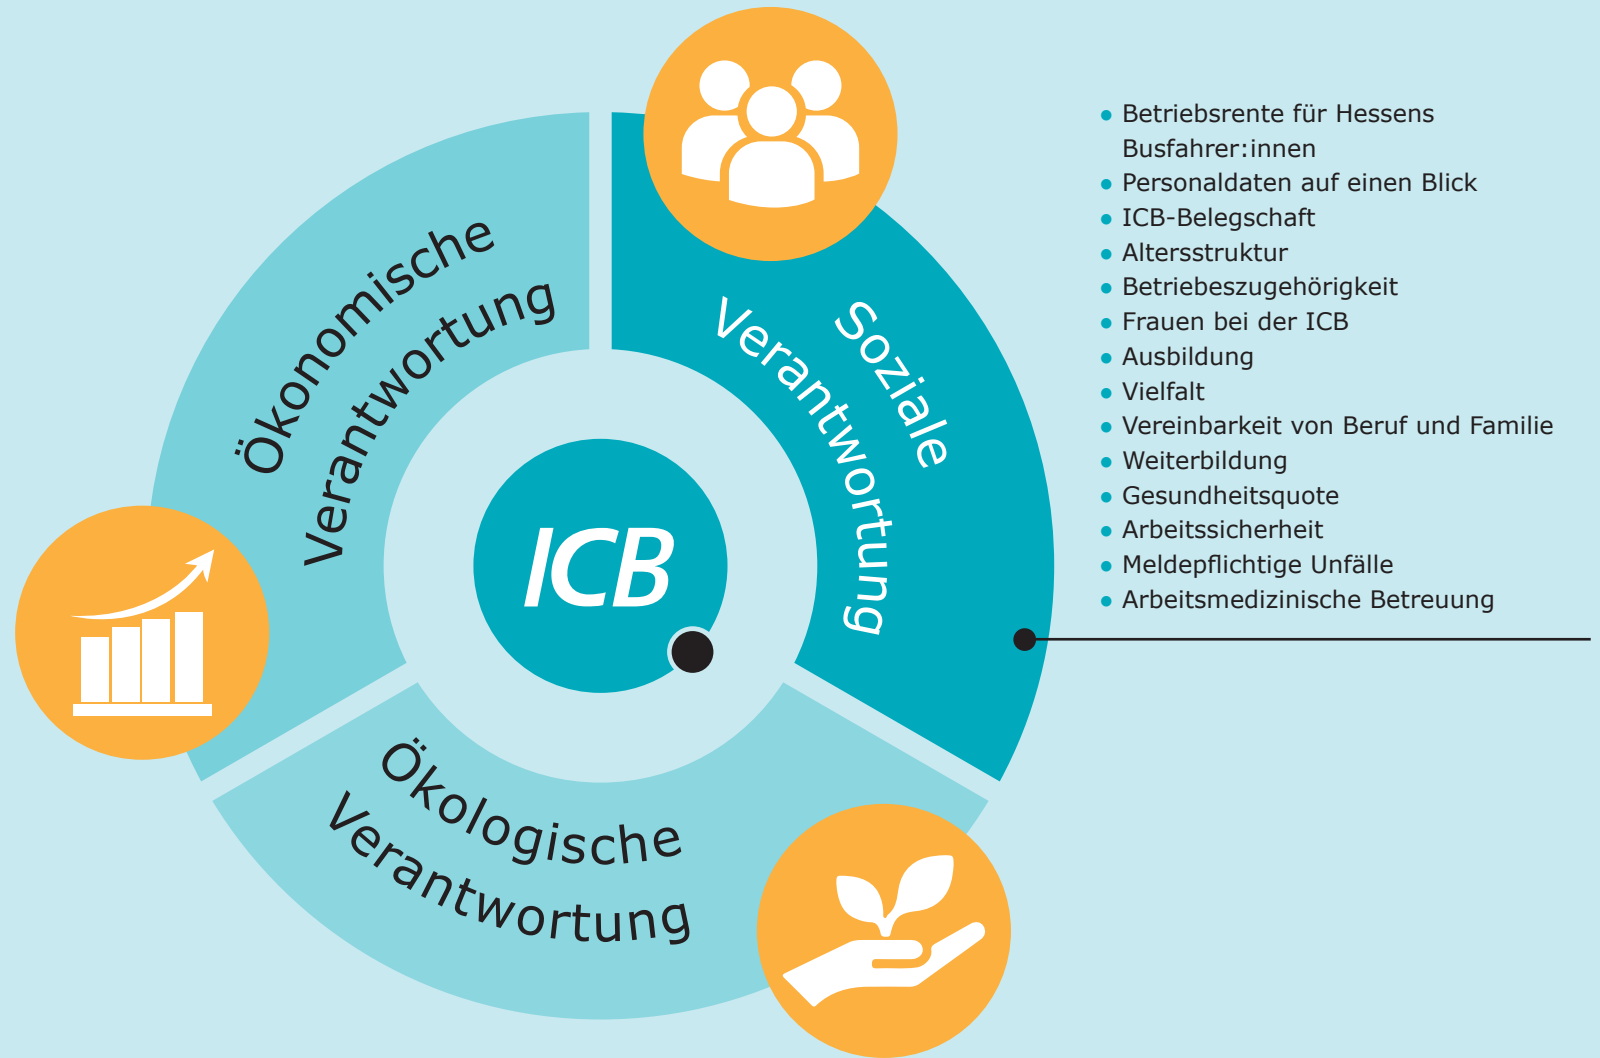 Ökonomische
Verantwortung
Soziale
Verantwortung
Ökologische
Verantwortung
ICB
• Betriebsrente für Hessens
Busfahrer:innen
• Personaldaten auf einen Blick
• ICB-Belegschaft
• Altersstruktur
• Betriebeszugehörigkeit
• Frauen bei der ICB
• Ausbildung
• Vielfalt
• Vereinbarkeit von Beruf und Familie
• Weiterbildung
• Gesundheitsquote
• Arbeitssicherheit
• Meldepflichtige Unfälle
• Arbeitsmedizinische Betreuung